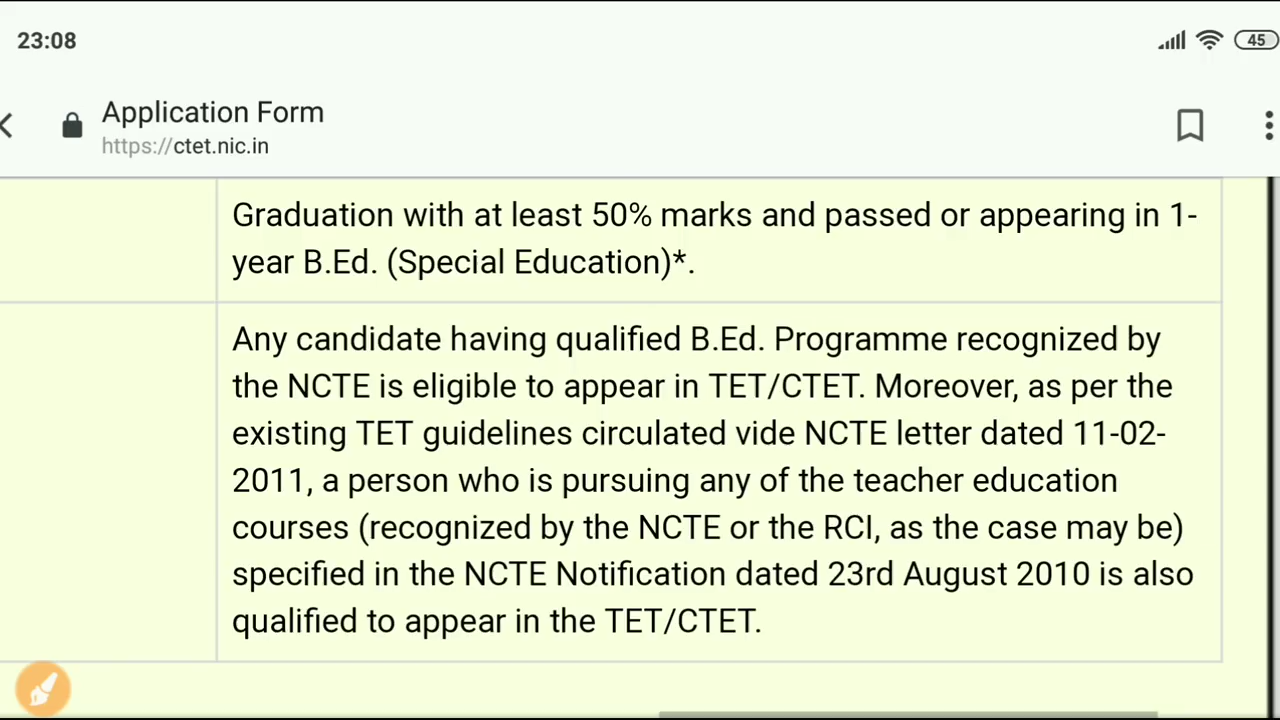 23:08
45
Application Form
https://ctet.nic.in
Graduation with at least 50% marks and passed or appearing in 1-
year B.Ed. (Special Education)*.
Any candidate having qualified B.Ed. Programme recognized by
the NCTE is eligible to appear in TET/CTET. Moreover, as per the
existing TET guidelines circulated vide NCTE letter dated 11-02-
2011, a person who is pursuing any of the teacher education
courses (recognized by the NCTE or the RCI, as the case may be)
specified in the NCTE Notification dated 23rd August 2010 is also
qualified to appear in the TET/CTET.